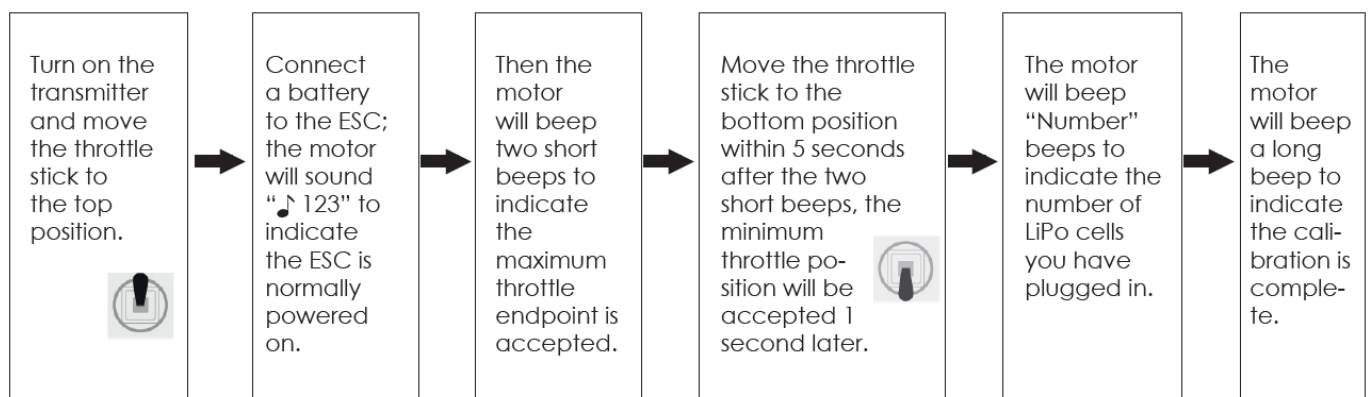 Turn on the
transmitter
and move
the throttle
stick to
the top
position.
Connect
a battery
to the ESC;
the motor
will sound
“♪ 123” to
indicate
the ESC is
normally
powered
on.
Then the
motor
will beep
two short
beeps to
indicate
the
maximum
throttle
endpoint is
accepted.
Move the throttle
stick to the
bottom position
within 5 seconds
after the two
short beeps, the
minimum
throttle po-
sition will be
accepted 1
second later.
The motor
will beep
“Number”
beeps to
indicate the
number of
LiPo cells
you have
plugged in.
The
motor
will beep
a long
beep to
indicate
the cali-
bration is
comple-
te.